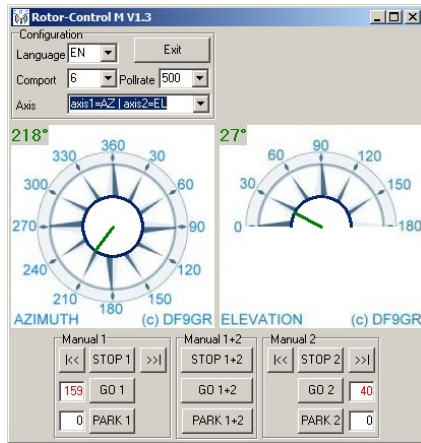 Rotor-Control M V1.3
Configuration
Language EN Exit
Comport 6 Pollrate 500
Axis axis1=AZ | axis2=EL
218° 27°
360
330 30
300 60
270 90
240 120
210 150
180
AZIMUTH (c) DF9GR
90
60 120
30 150
0 180
ELEVATION (c) DF9GR
Manual 1 Manual 1+2 Manual 2
|<< STOP 1 >>| STOP 1+2 |<< STOP 2 >>|
159 GO 1 GO 1+2 GO 2 40
0 PARK 1 PARK 1+2 PARK 2 0